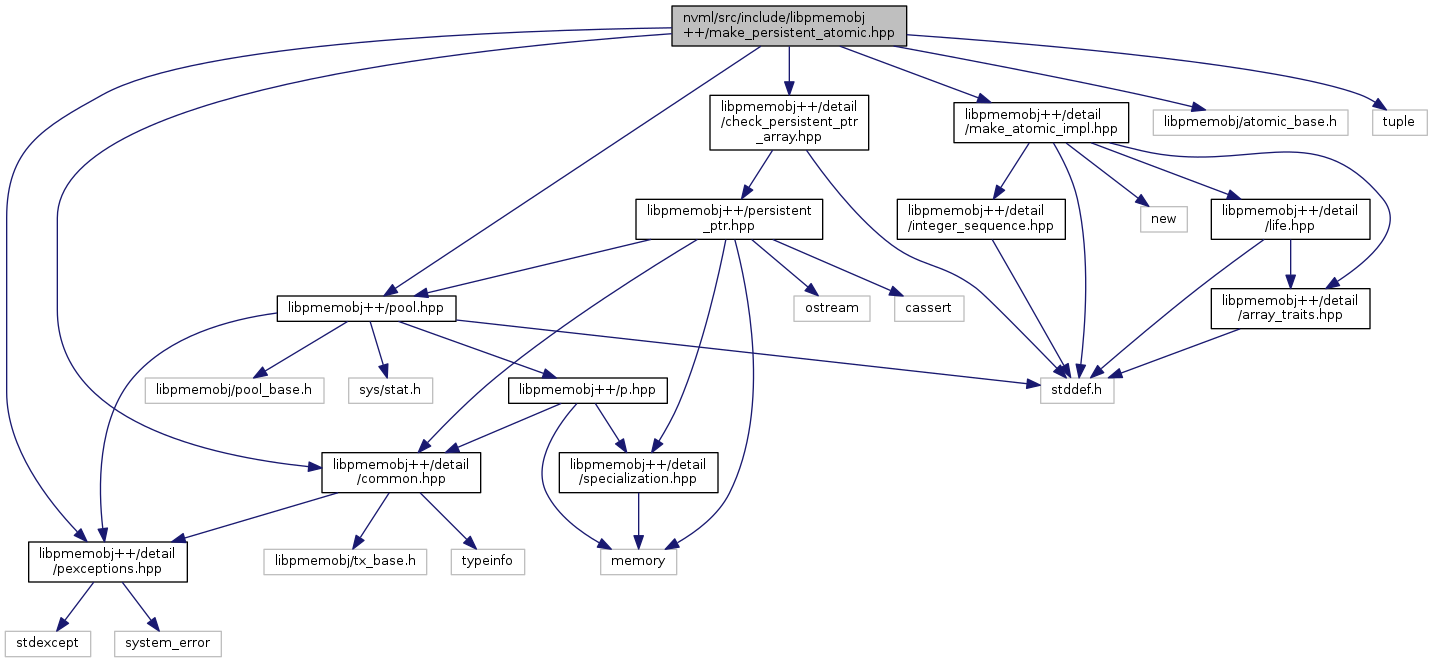 nvml/src/include/libpmemobj
++/make_persistent_atomic.hpp
libpmemobj++/detail
/check_persistent_ptr
_array.hpp
libpmemobj++/detail
/make_atomic_impl.hpp
libpmemobj/atomic_base.h
tuple
libpmemobj++/persistent
_ptr.hpp
libpmemobj++/detail
/integer_sequence.hpp
new
libpmemobj++/detail
/life.hpp
libpmemobj++/pool.hpp
ostream
cassert
libpmemobj++/detail
/array_traits.hpp
libpmemobj/pool_base.h
sys/stat.h
libpmemobj++/p.hpp
stddef.h
libpmemobj++/detail
/common.hpp
libpmemobj++/detail
/specialization.hpp
libpmemobj++/detail
/pexceptions.hpp
libpmemobj/tx_base.h
typeinfo
memory
stdexcept
system_error